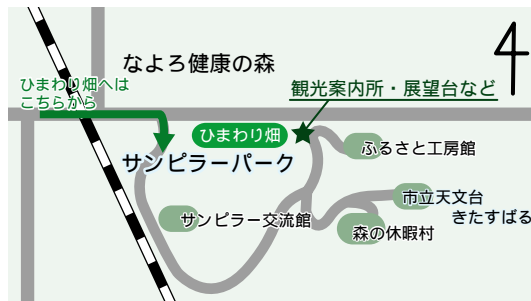 なよろ健康の森
ひまわり畑へは
こちらから
観光案内所・展望台など
ひまわり畑
ふるさと工房館
サンピラーパーク
市立天文台
きたすばる
サンピラー交流館
森の休暇村